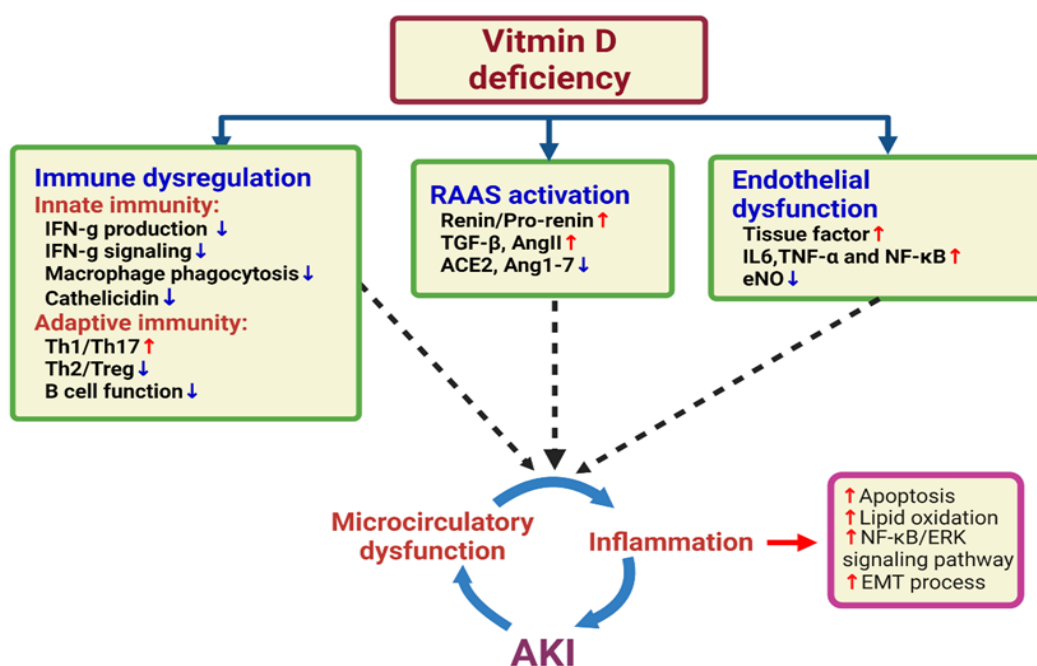 Vitmin D
deficiency
Immune dysregulation
Innate immunity:
IFN-g production ↓
IFN-g signaling↓
Macrophage phagocytosis↓
Cathelicidin↓
Adaptive immunity:
Th1/Th17↑
Th2/Treg↓
B cell function↓
RAAS activation
Renin/Pro-renin↑
TGF-β, AngII↑
ACE2, Ang1-7↓
Endothelial
dysfunction
Tissue factor↑
IL6,TNF-α and NF-κB↑
eNO↓
Microcirculatory
dysfunction
Inflammation
↑Apoptosis
↑Lipid oxidation
↑NF-κB/ERK
signaling pathway
↑EMT process
AKI